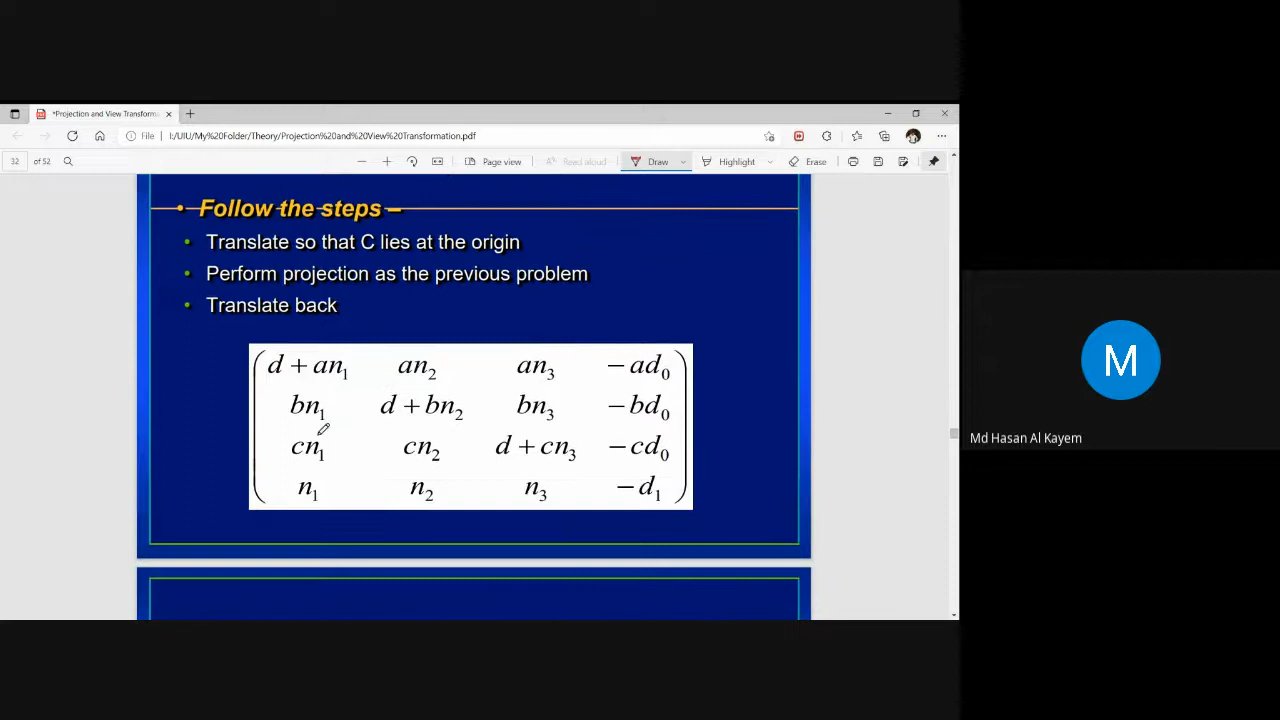 *Projection and View Transforma
File
I:/UIU/My%20Folder/Theory/Projection%20and%20View%20Transformation.pdf
32 of 52
Page view
Read aloud
Draw
Highlight
Erase
• Follow the steps –
• Translate so that C lies at the origin
• Perform projection as the previous problem
• Translate back
d + an₁ an₂ an₃ − ad₀
bn₁ d + bn₂ bn₃ − bd₀
cn₁ cn₂ d + cn₃ − cd₀
n₁ n₂ n₃ − d₁
M
Md Hasan Al Kayem